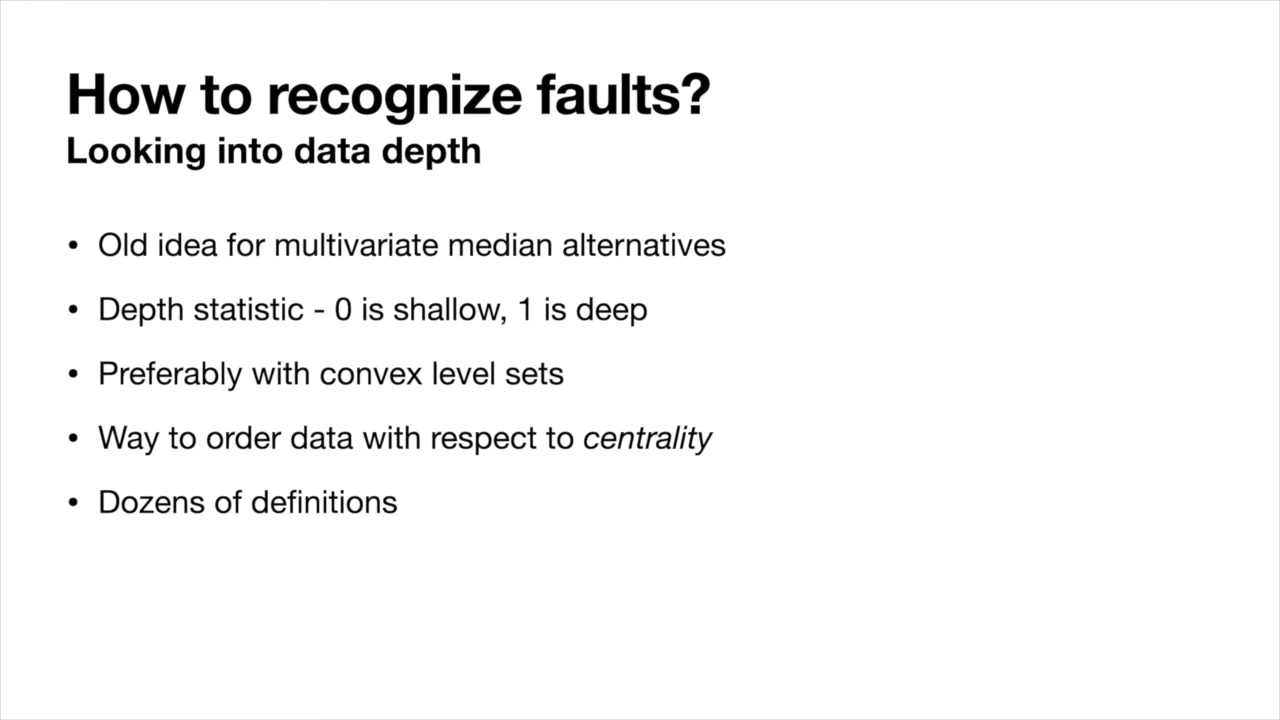 How to recognize faults?
Looking into data depth
• Old idea for multivariate median alternatives
• Depth statistic - 0 is shallow, 1 is deep
• Preferably with convex level sets
• Way to order data with respect to centrality
• Dozens of definitions